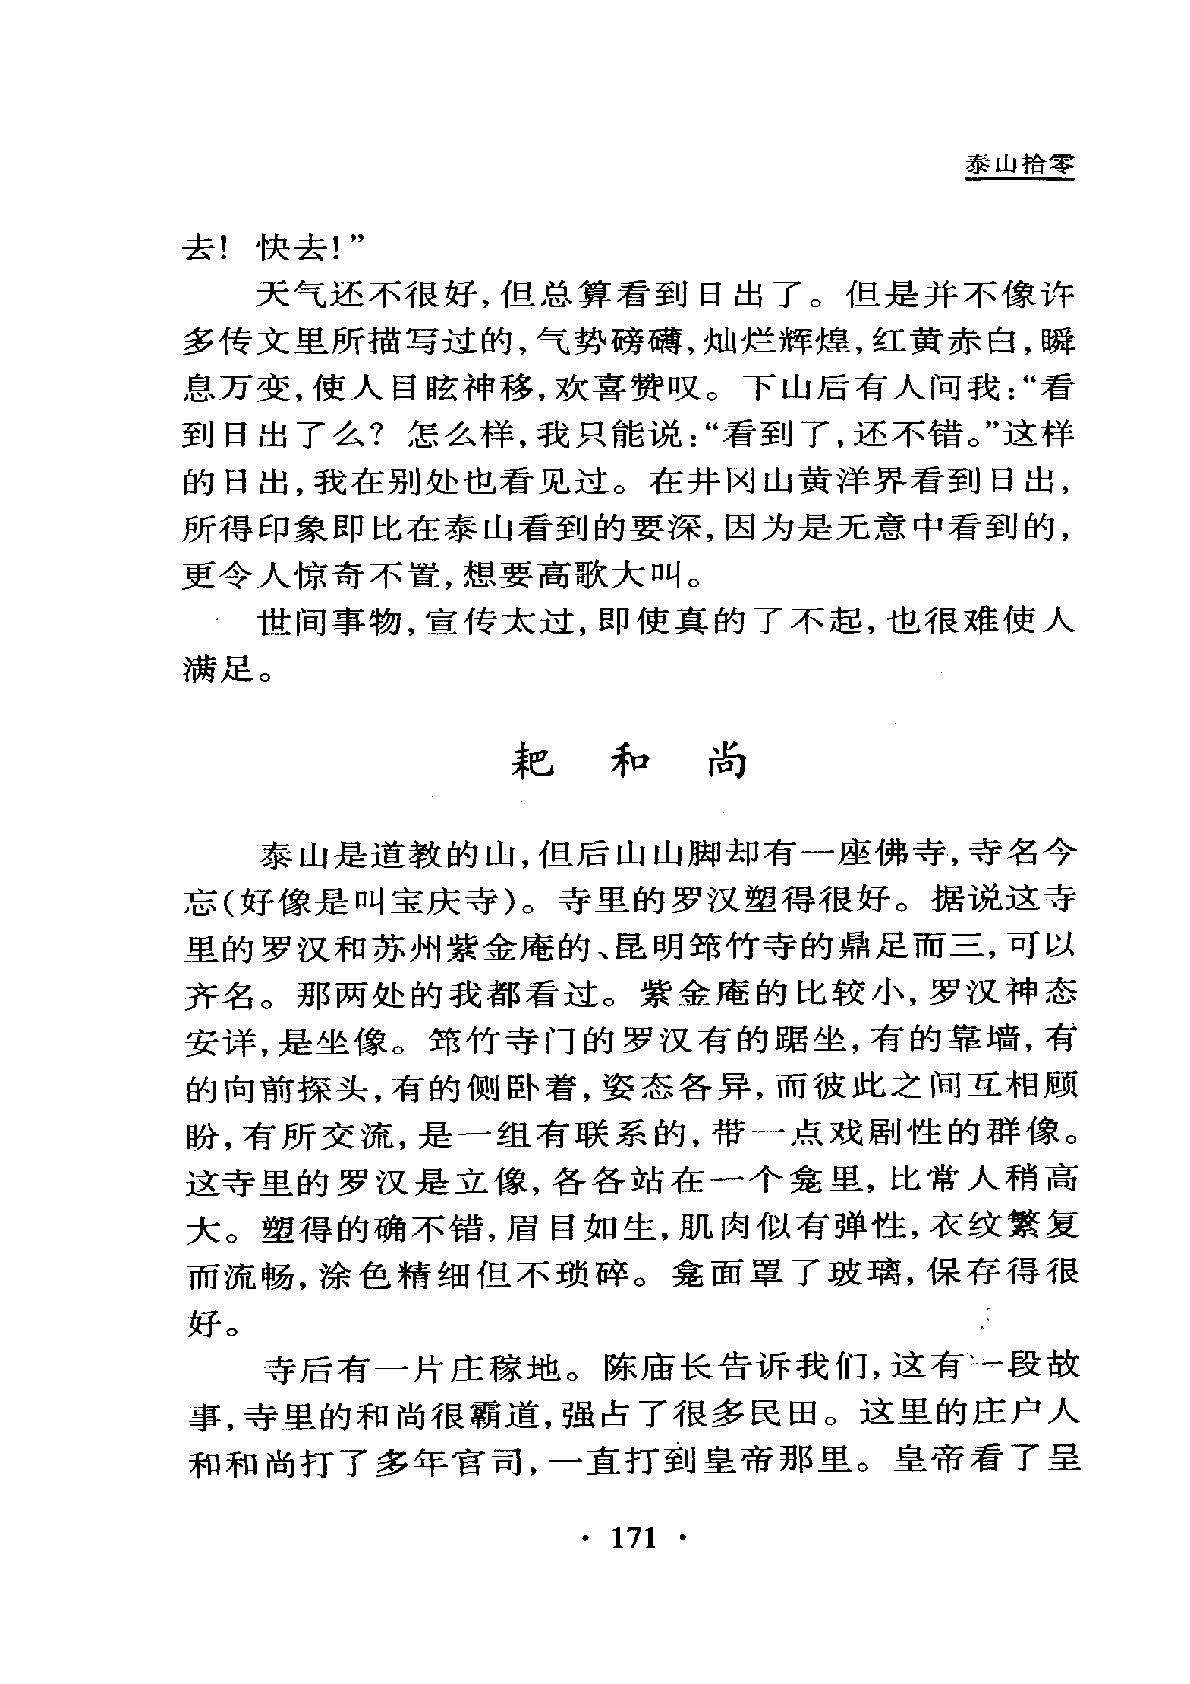 泰山拾零
去！快去！”
天气还不很好，但总算看到日出了。但是并不像许
多传文里所描写过的，气势磅礴，灿烂辉煌，红黄赤白，瞬
息万变，使人目眩神移，欢喜赞叹。下山后有人问我：“看
到日出了么？怎么样，我只能说：“看到了，还不错。”这样
的日出，我在别处也看见过。在井冈山黄洋界看到日出，
所得印象即比在泰山看到的要深，因为是无意中看到的，
更令人惊奇不置，想要高歌大叫。
世间事物，宣传太过，即使真的了不起，也很难使人
满足。
耙和尚
泰山是道教的山，但后山山脚却有一座佛寺，寺名今
忘（好像是叫宝庆寺）。寺里的罗汉塑得很好。据说这寺
里的罗汉和苏州紫金庵的、昆明筇竹寺的鼎足而三，可以
齐名。那两处的我都看过。紫金庵的比较小，罗汉神态
安详，是坐像。筇竹寺门的罗汉有的踞坐，有的靠墙，有
的向前探头，有的侧卧着，姿态各异，而彼此之间互相顾
盼，有所交流，是一组有联系的，带一点戏剧性的群像。
这寺里的罗汉是立像，各各站在一个龛里，比常人稍高
大。塑得的确不错，眉目如生，肌肉似有弹性，衣纹繁复
而流畅，涂色精细但不琐碎。龛面罩了玻璃，保存得很
好。
寺后有一片庄稼地。陈庙长告诉我们，这有一段故
事，寺里的和尚很霸道，强占了很多民田。这里的庄户人
和和尚打了多年官司，一直打到皇帝那里。皇帝看了呈
· 171 ·